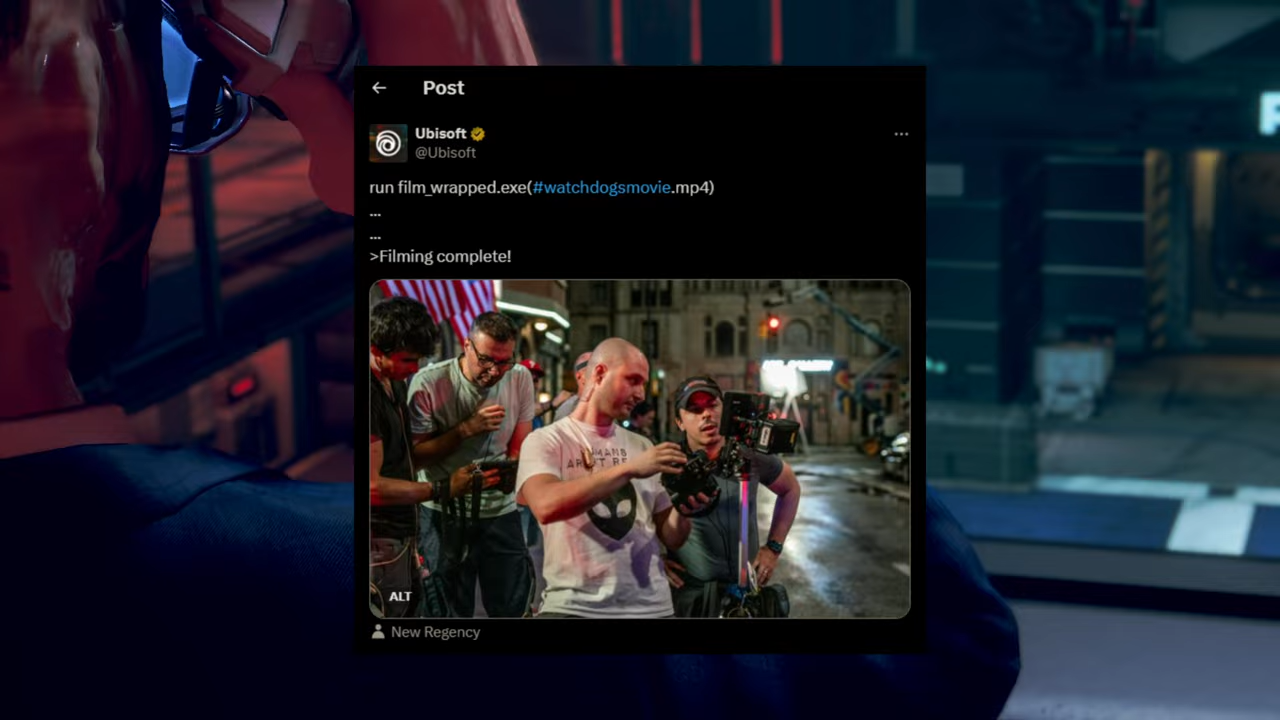 Post
Ubisoft
@Ubisoft
run film_wrapped.exe(#watchdogsmovie.mp4)
...
...
>Filming complete!
ALT
New Regency